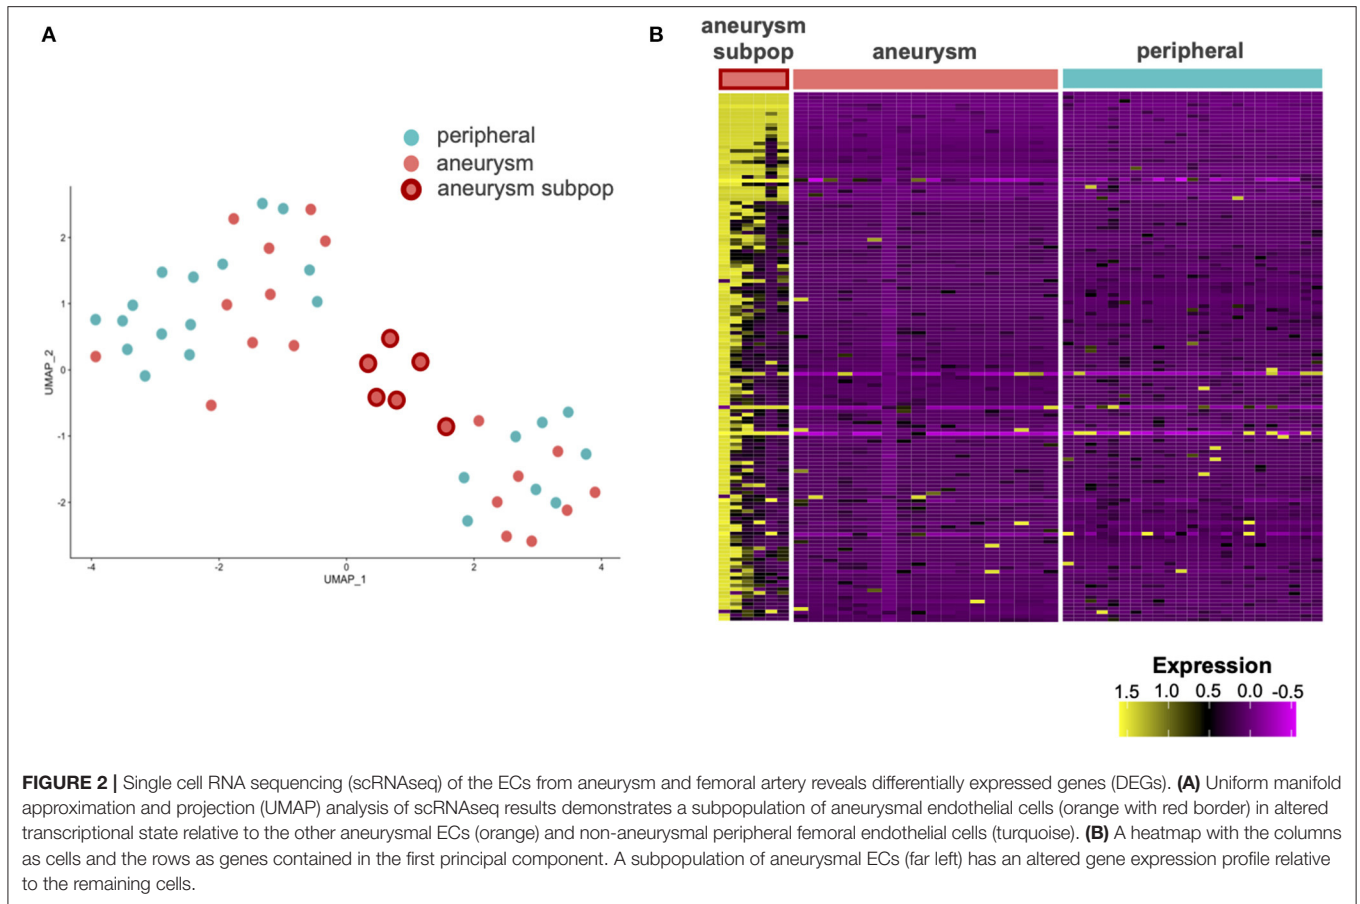 A
peripheral
aneurysm
aneurysm subpop
2
1
0
-1
-2
UMAP_2
-4
-2
0
2
4
UMAP_1
B
aneurysm
subpop
aneurysm
peripheral
Expression
1.5 1.0 0.5 0.0 -0.5
FIGURE 2 | Single cell RNA sequencing (scRNAseq) of the ECs from aneurysm and femoral artery reveals differentially expressed genes (DEGs). (A) Uniform manifold
approximation and projection (UMAP) analysis of scRNAseq results demonstrates a subpopulation of aneurysmal endothelial cells (orange with red border) in altered
transcriptional state relative to the other aneurysmal ECs (orange) and non-aneurysmal peripheral femoral endothelial cells (turquoise). (B) A heatmap with the columns
as cells and the rows as genes contained in the first principal component. A subpopulation of aneurysmal ECs (far left) has an altered gene expression profile relative
to the remaining cells.